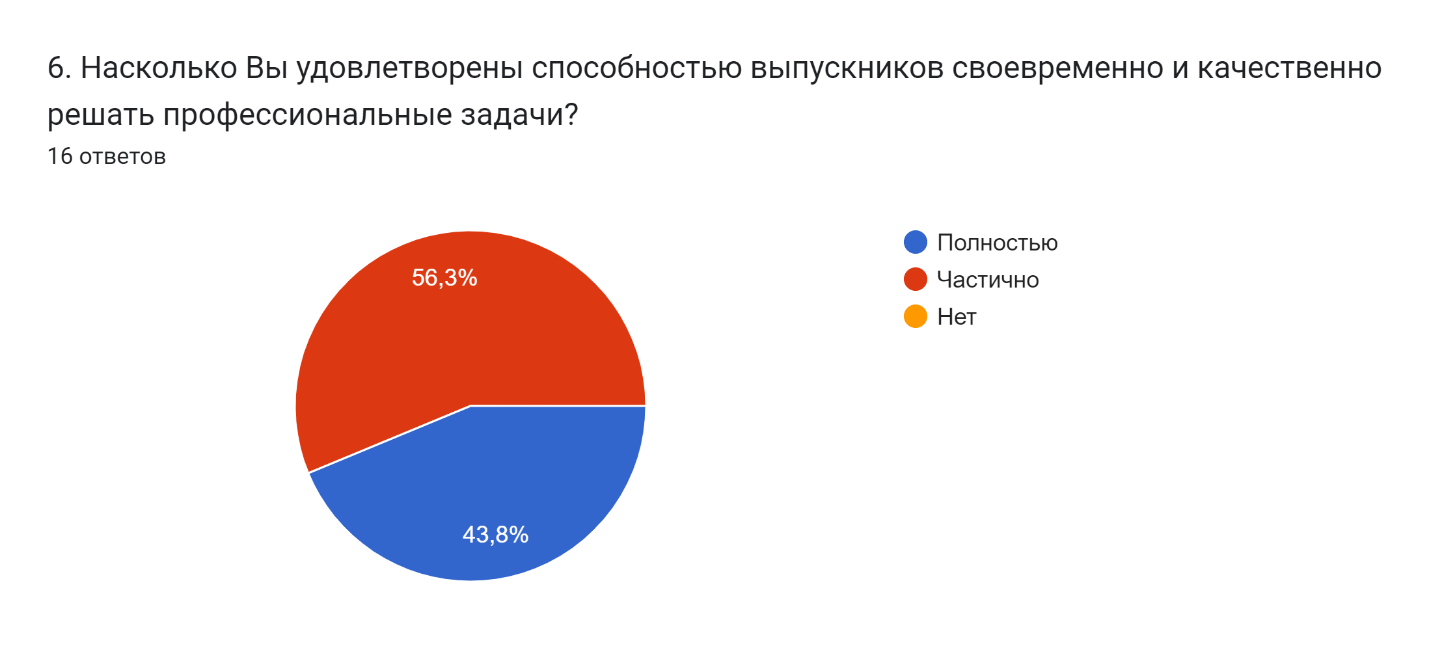 6. Насколько Вы удовлетворены способностью выпускников своевременно и качественно
решать профессиональные задачи?
16 ответов
Полностью
Частично
Нет
56,3%
43,8%